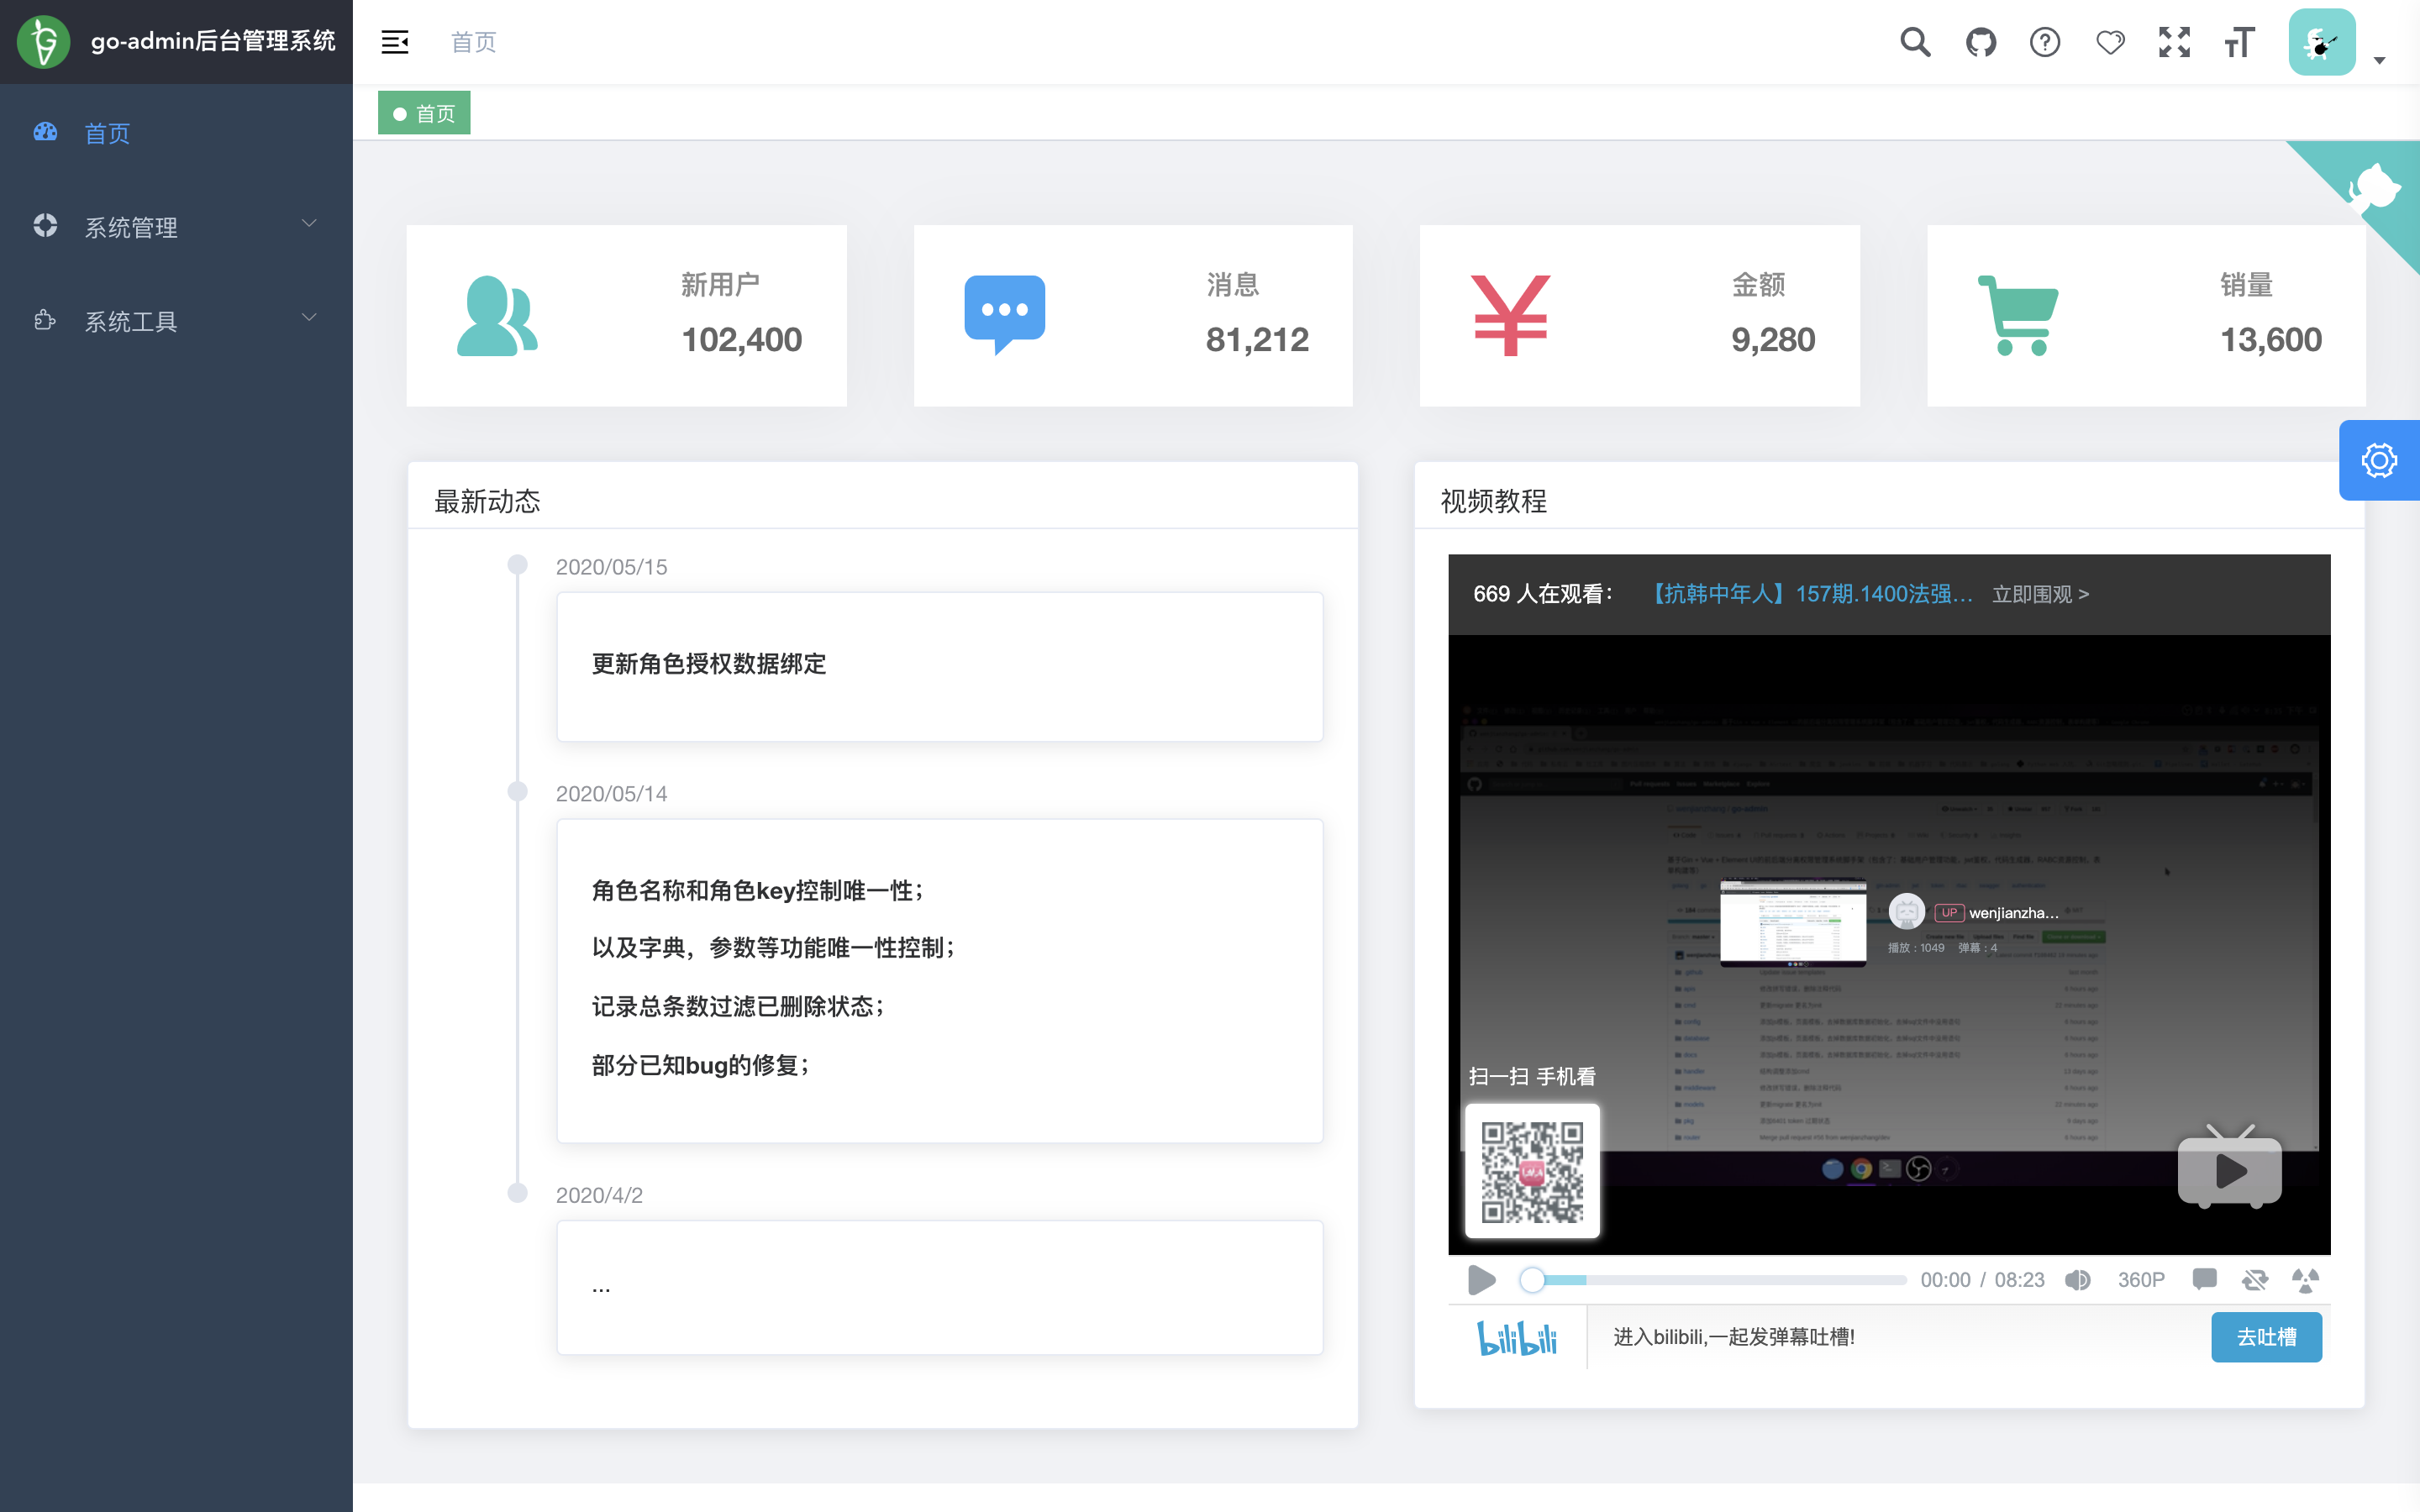 go-admin后台管理系统
首页
首页
首页
系统管理
系统工具
新用户
102,400
消息
81,212
金额
9,280
销量
13,600
最新动态
2020/05/15
更新角色授权数据绑定
2020/05/14
角色名称和角色key控制唯一性；
以及字典，参数等功能唯一性控制；
记录总条数过滤已删除状态；
部分已知bug的修复；
2020/4/2
...
视频教程
669 人在观看： 【抗韩中年人】157期.1400法强... 立即围观 >
Pull requests Issues Marketplace Explore
wenjianzhang / go-admin
UP wenjianzha...
播放 : 1049 弹幕 : 4
扫一扫 手机看
00:00 / 08:23 360P
bilibili 进入bilibili,一起发弹幕吐槽! 去吐槽